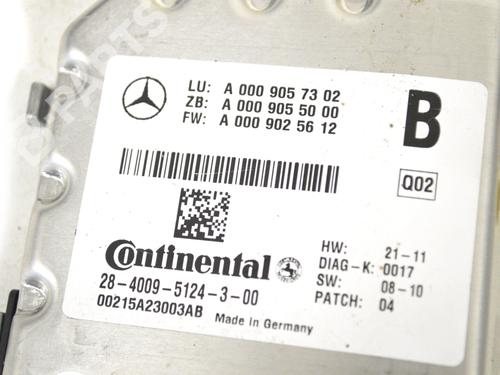 LU: A 000 905 73 02
ZB: A 000 905 50 00
FW: A 000 902 56 12
B
Q02
Continental
28-4009-5124-3-00
00215A23003AB
Made in Germany
HW: 21-11
DIAG-K: 0017
SW: 08-10
PATCH: 04
B-PARTS